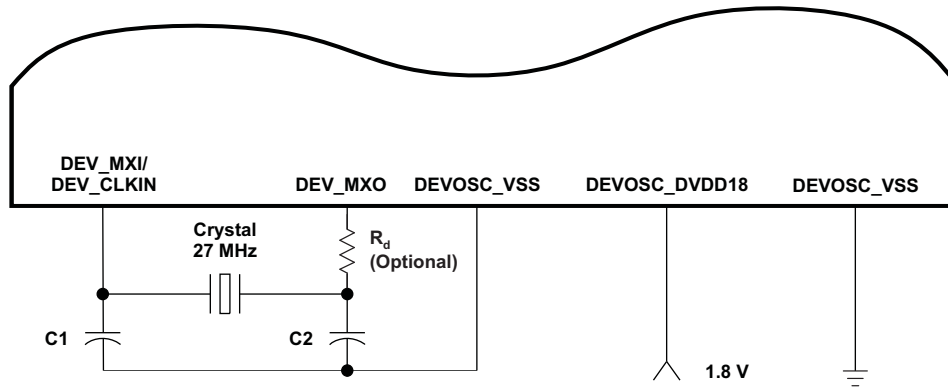 DEV_MXI/
DEV_CLKIN
DEV_MXO
DEVOSC_VSS
DEVOSC_DVDD18
DEVOSC_VSS
Crystal
27 MHz
Rd
(Optional)
C1
C2
1.8 V